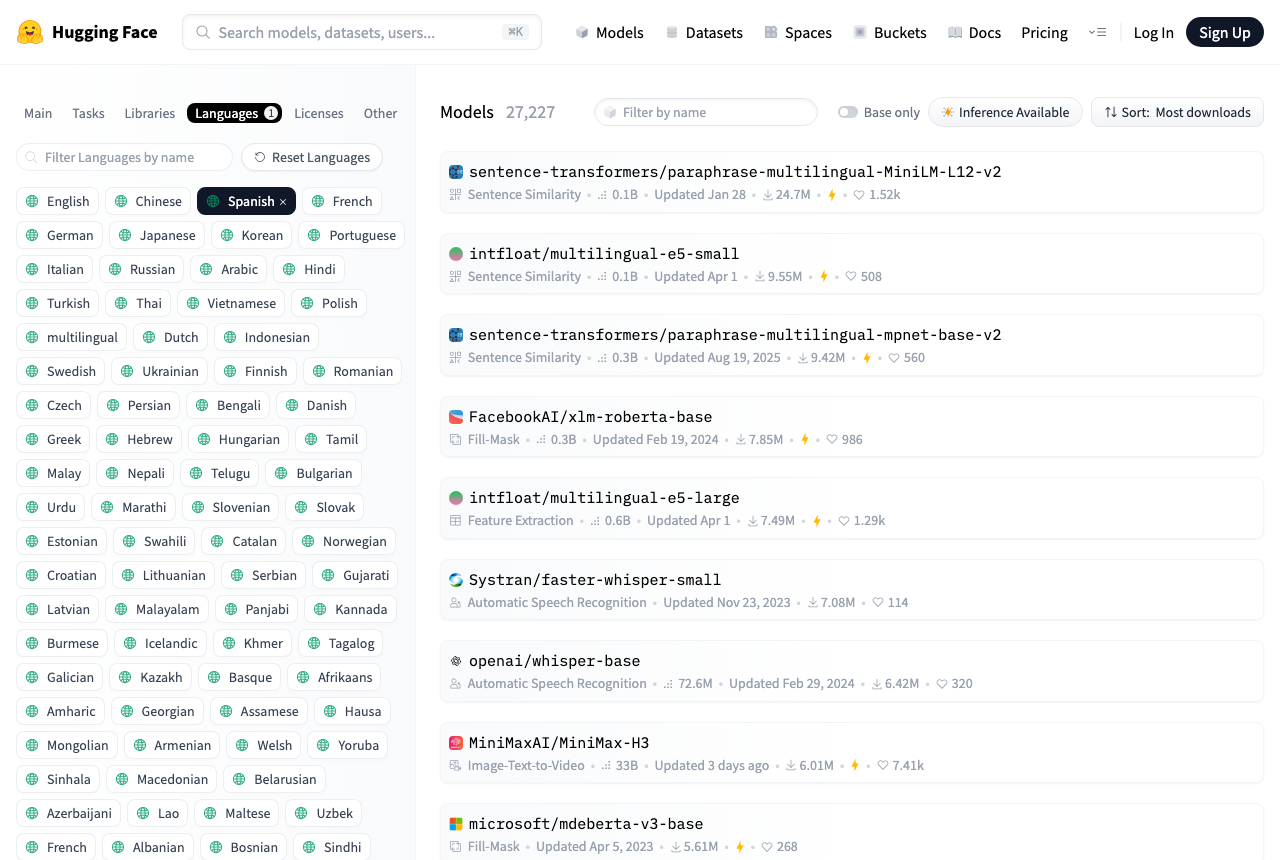 Hugging Face
Search models, datasets, users...
⌘K
Models
Datasets
Spaces
Buckets
Docs
Pricing
Log In
Sign Up
Main
Tasks
Libraries
Languages 1
Licenses
Other
Filter Languages by name
Reset Languages
English
Chinese
Spanish ×
French
German
Japanese
Korean
Portuguese
Italian
Russian
Arabic
Hindi
Turkish
Thai
Vietnamese
Polish
multilingual
Dutch
Indonesian
Swedish
Ukrainian
Finnish
Romanian
Czech
Persian
Bengali
Danish
Greek
Hebrew
Hungarian
Tamil
Malay
Nepali
Telugu
Bulgarian
Urdu
Marathi
Slovenian
Slovak
Estonian
Swahili
Catalan
Norwegian
Croatian
Lithuanian
Serbian
Gujarati
Latvian
Malayalam
Panjabi
Kannada
Burmese
Icelandic
Khmer
Tagalog
Galician
Kazakh
Basque
Afrikaans
Amharic
Georgian
Assamese
Hausa
Mongolian
Armenian
Welsh
Yoruba
Sinhala
Macedonian
Belarusian
Azerbaijani
Lao
Maltese
Uzbek
French
Albanian
Bosnian
Sindhi
Models 27,227
Filter by name
Base only
Inference Available
Sort: Most downloads
sentence-transformers/paraphrase-multilingual-MiniLM-L12-v2
Sentence Similarity • 0.1B • Updated Jan 28 • 24.7M • • 1.52k
intfloat/multilingual-e5-small
Sentence Similarity • 0.1B • Updated Apr 1 • 9.55M • • 508
sentence-transformers/paraphrase-multilingual-mpnet-base-v2
Sentence Similarity • 0.3B • Updated Aug 19, 2025 • 9.42M • • 560
FacebookAI/xlm-roberta-base
Fill-Mask • 0.3B • Updated Feb 19, 2024 • 7.85M • • 986
intfloat/multilingual-e5-large
Feature Extraction • 0.6B • Updated Apr 1 • 7.49M • • 1.29k
Systran/faster-whisper-small
Automatic Speech Recognition • Updated Nov 23, 2023 • 7.08M • 114
openai/whisper-base
Automatic Speech Recognition • 72.6M • Updated Feb 29, 2024 • 6.42M • 320
MiniMaxAI/MiniMax-H3
Image-Text-to-Video • 33B • Updated 3 days ago • 6.01M • • 7.41k
microsoft/mdeberta-v3-base
Fill-Mask • Updated Apr 5, 2023 • 5.61M • • 268